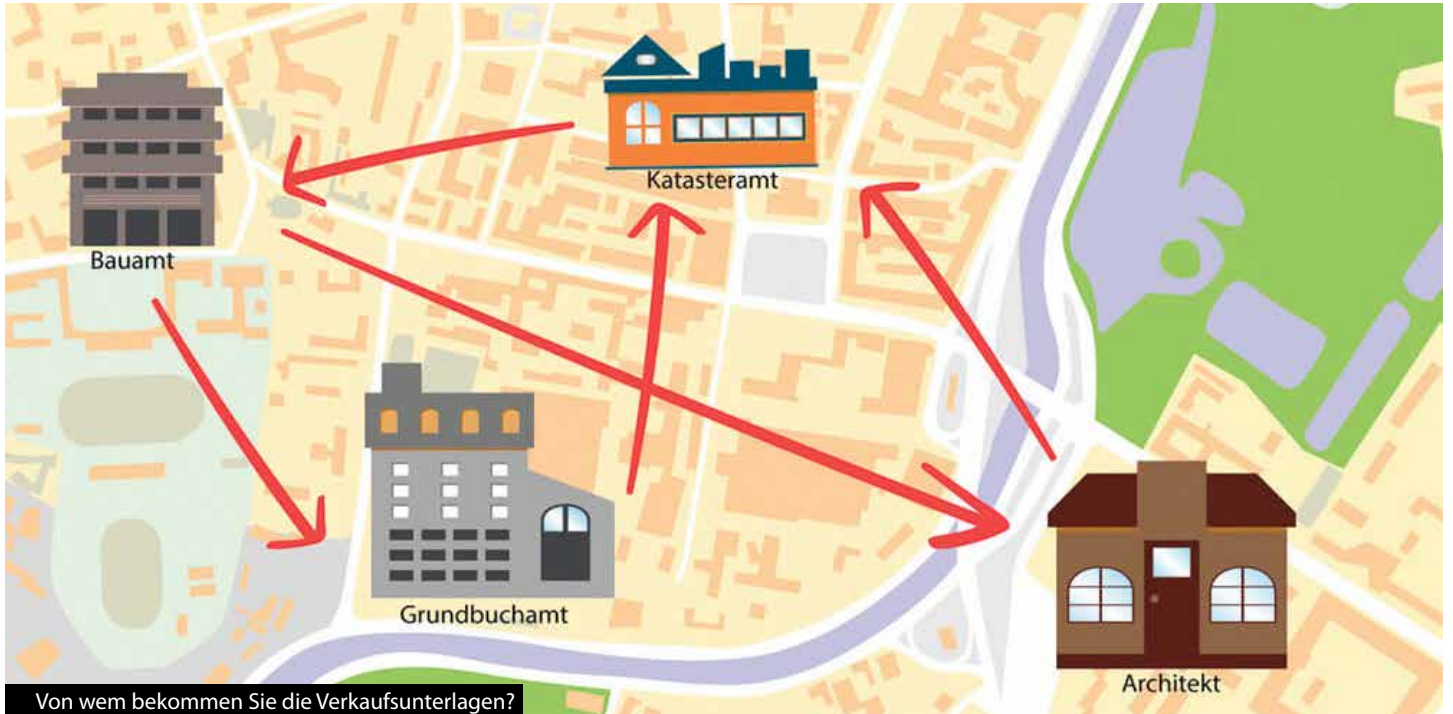 Katasteramt
Bauamt
Grundbuchamt
Architekt
Von wem bekommen Sie die Verkaufsunterlagen?